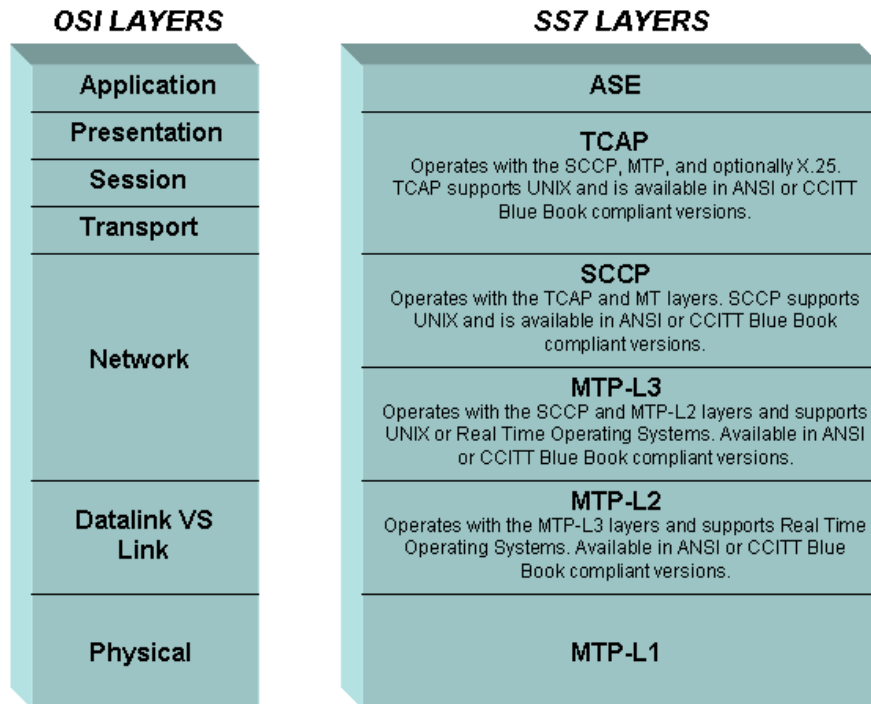 OSI LAYERS
Application
Presentation
Session
Transport
Network
Datalink VS
Link
Physical
SS7 LAYERS
ASE
TCAP
Operates with the SCCP, MTP, and optionally X.25.
TCAP supports UNIX and is available in ANSI or CCITT
Blue Book compliant versions.
SCCP
Operates with the TCAP and MT layers. SCCP supports
UNIX and is available in ANSI or CCITT Blue Book
compliant versions.
MTP-L3
Operates with the SCCP and MTP-L2 layers and supports
UNIX or Real Time Operating Systems. Available in ANSI
or CCITT Blue Book compliant versions.
MTP-L2
Operates with the MTP-L3 layers and supports Real Time
Operating Systems. Available in ANSI or CCITT Blue
Book compliant versions.
MTP-L1